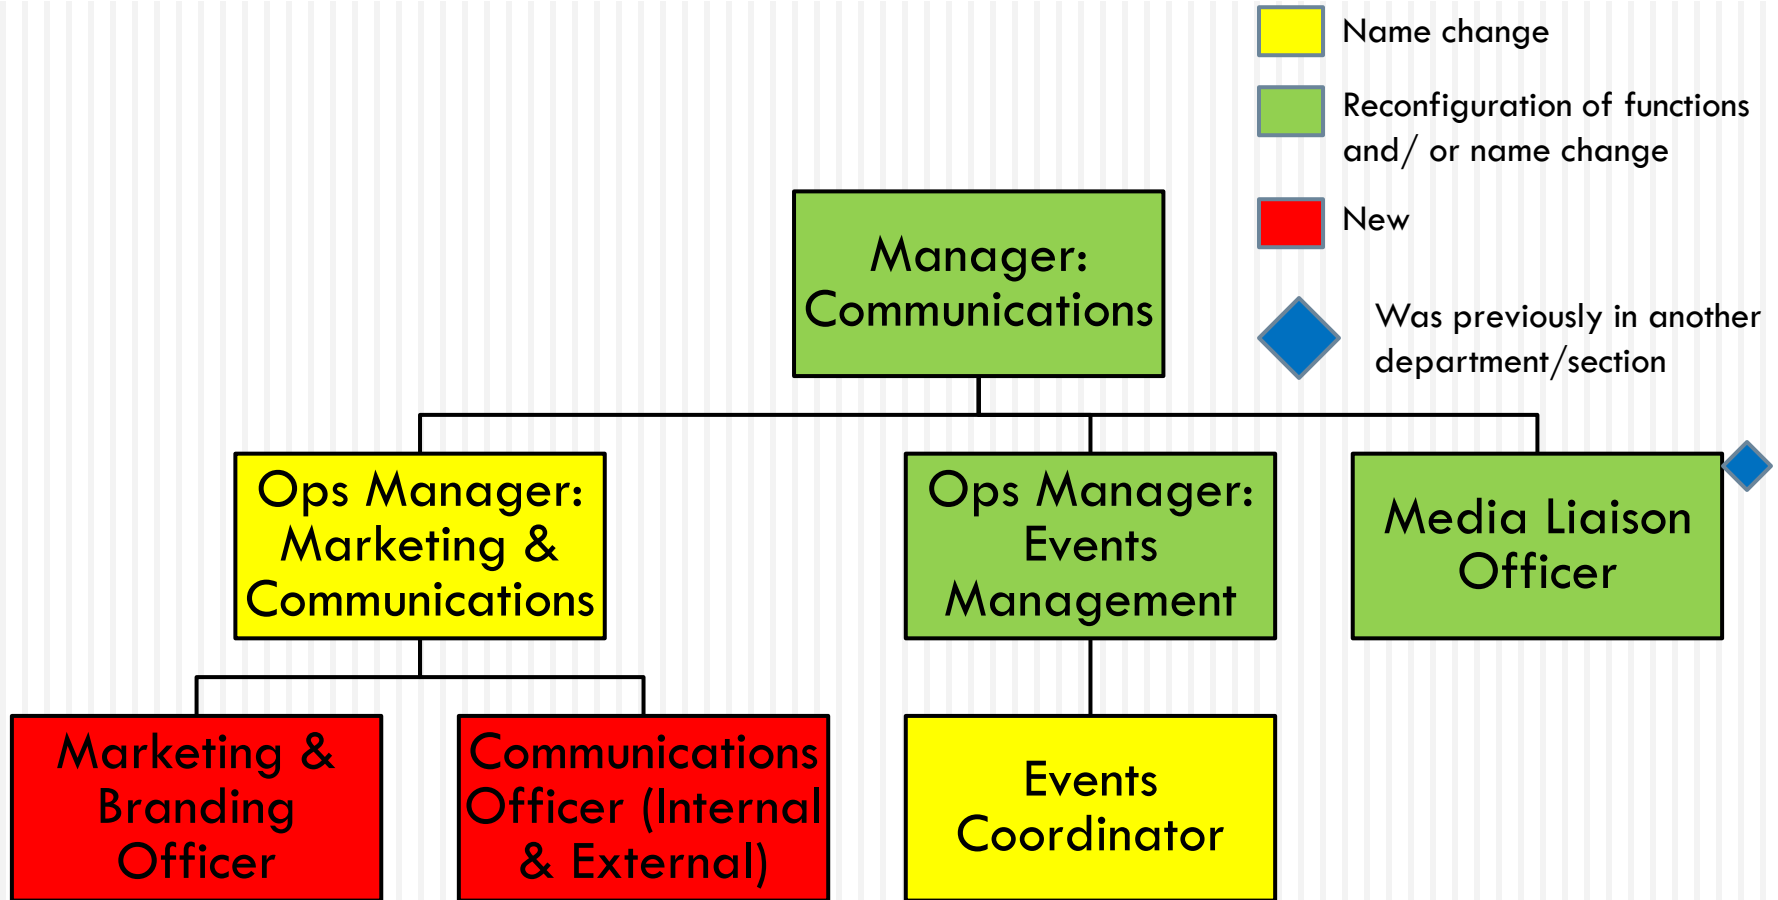 Name change
Reconfiguration of functions
and/ or name change
New
Was previously in another
department/section
Manager:
Communications
Ops Manager:
Marketing &
Communications
Ops Manager:
Events
Management
Media Liaison
Officer
Marketing &
Branding
Officer
Communications
Officer (Internal
& External)
Events
Coordinator